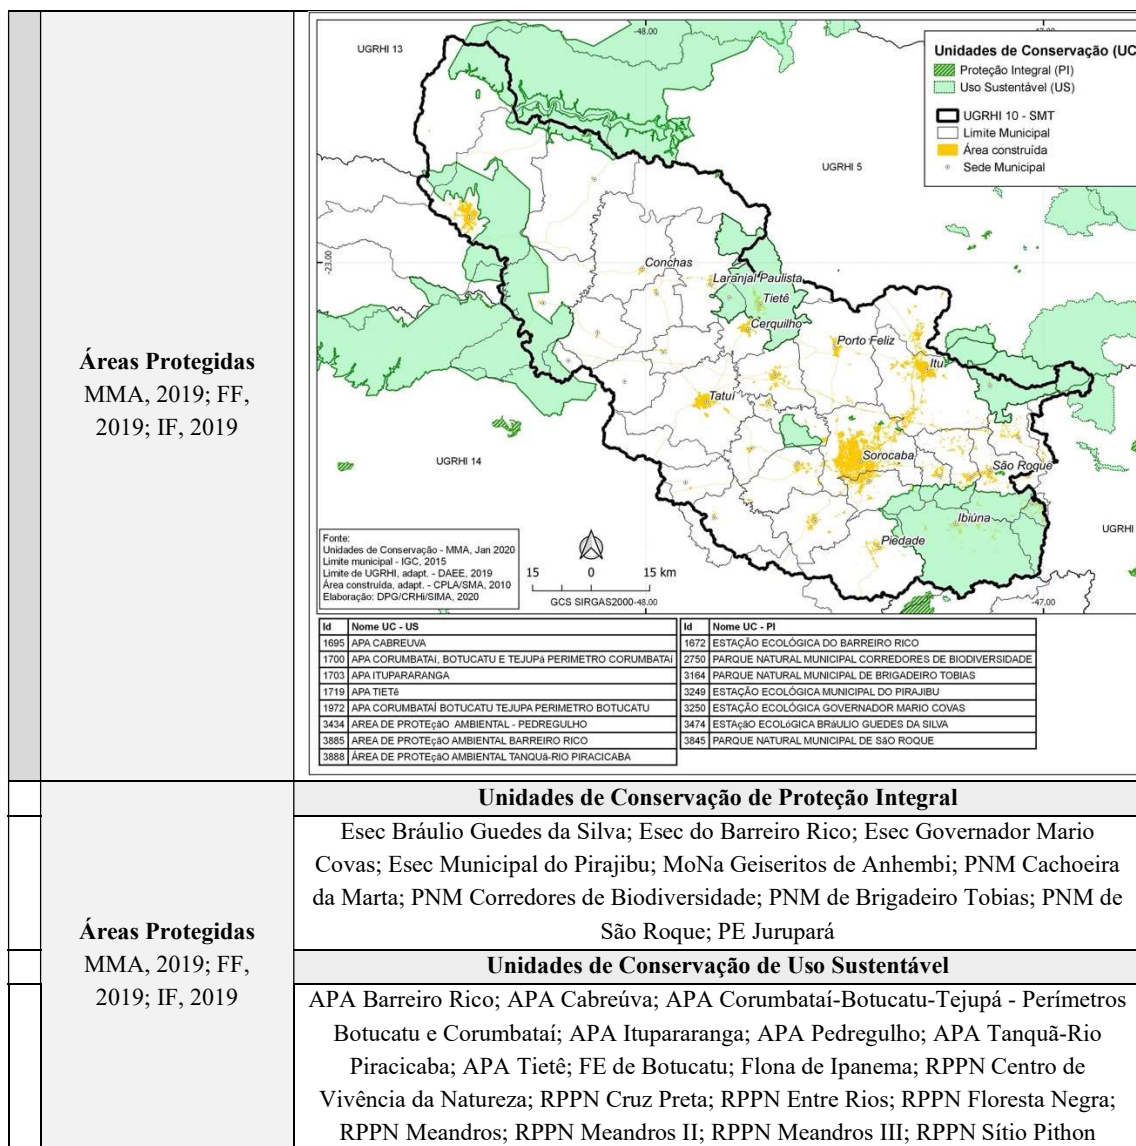 Áreas Protegidas
MMA, 2019; FF,
2019; IF, 2019
UGRHI 13
-48.00
-47.00
Unidades de Conservação (UC
Proteção Integral (PI)
Uso Sustentável (US)
UGRHI 10 - SMT
Limite Municipal
Área construída
Sede Municipal
UGRHI 5
-23.00
Conchas
Laranjal Paulista
Tietê
Cerquilho
Porto Feliz
Itu
Tatuí
UGRHI 14
Sorocaba
São Roque
Ibiúna
Piedade
UGRHI
Fonte:
Unidades de Conservação - MMA, Jan 2020
Limite municipal - IGC, 2015
Limite de UGRHI, adapt. - DAEE, 2019
Área construída, adapt. - CPLA/SMA, 2010
Elaboração: DPG/CRHi/SIMA, 2020
15 0 15 km
GCS SIRGAS2000
-48.00
-47.00
Id Nome UC - US
1695 APA CABREUVA
1700 APA CORUMBATAí, BOTUCATU E TEJUPá PERIMETRO CORUMBATAí
1703 APA ITUPARARANGA
1719 APA TIETê
1972 APA CORUMBATAÍ BOTUCATU TEJUPA PERIMETRO BOTUCATU
3434 AREA DE PROTEçãO AMBIENTAL - PEDREGULHO
3885 AREA DE PROTEçãO AMBIENTAL BARREIRO RICO
3888 ÁREA DE PROTEçãO AMBIENTAL TANQUã-RIO PIRACICABA
Id Nome UC - PI
1672 ESTAÇÃO ECOLÓGICA DO BARREIRO RICO
2750 PARQUE NATURAL MUNICIPAL CORREDORES DE BIODIVERSIDADE
3164 PARQUE NATURAL MUNICIPAL DE BRIGADEIRO TOBIAS
3249 ESTAÇÃO ECOLÓGICA MUNICIPAL DO PIRAJIBU
3250 ESTAÇÃO ECOLÓGICA GOVERNADOR MARIO COVAS
3474 ESTAçãO ECOLóGICA BRáULIO GUEDES DA SILVA
3845 PARQUE NATURAL MUNICIPAL DE SãO ROQUE
Áreas Protegidas
MMA, 2019; FF,
2019; IF, 2019
Unidades de Conservação de Proteção Integral
Esec Bráulio Guedes da Silva; Esec do Barreiro Rico; Esec Governador Mario
Covas; Esec Municipal do Pirajibu; MoNa Geiseritos de Anhembi; PNM Cachoeira
da Marta; PNM Corredores de Biodiversidade; PNM de Brigadeiro Tobias; PNM de
São Roque; PE Jurupará
Unidades de Conservação de Uso Sustentável
APA Barreiro Rico; APA Cabreúva; APA Corumbataí-Botucatu-Tejupá - Perímetros
Botucatu e Corumbataí; APA Itupararanga; APA Pedregulho; APA Tanquã-Rio
Piracicaba; APA Tietê; FE de Botucatu; Flona de Ipanema; RPPN Centro de
Vivência da Natureza; RPPN Cruz Preta; RPPN Entre Rios; RPPN Floresta Negra;
RPPN Meandros; RPPN Meandros II; RPPN Meandros III; RPPN Sítio Pithon